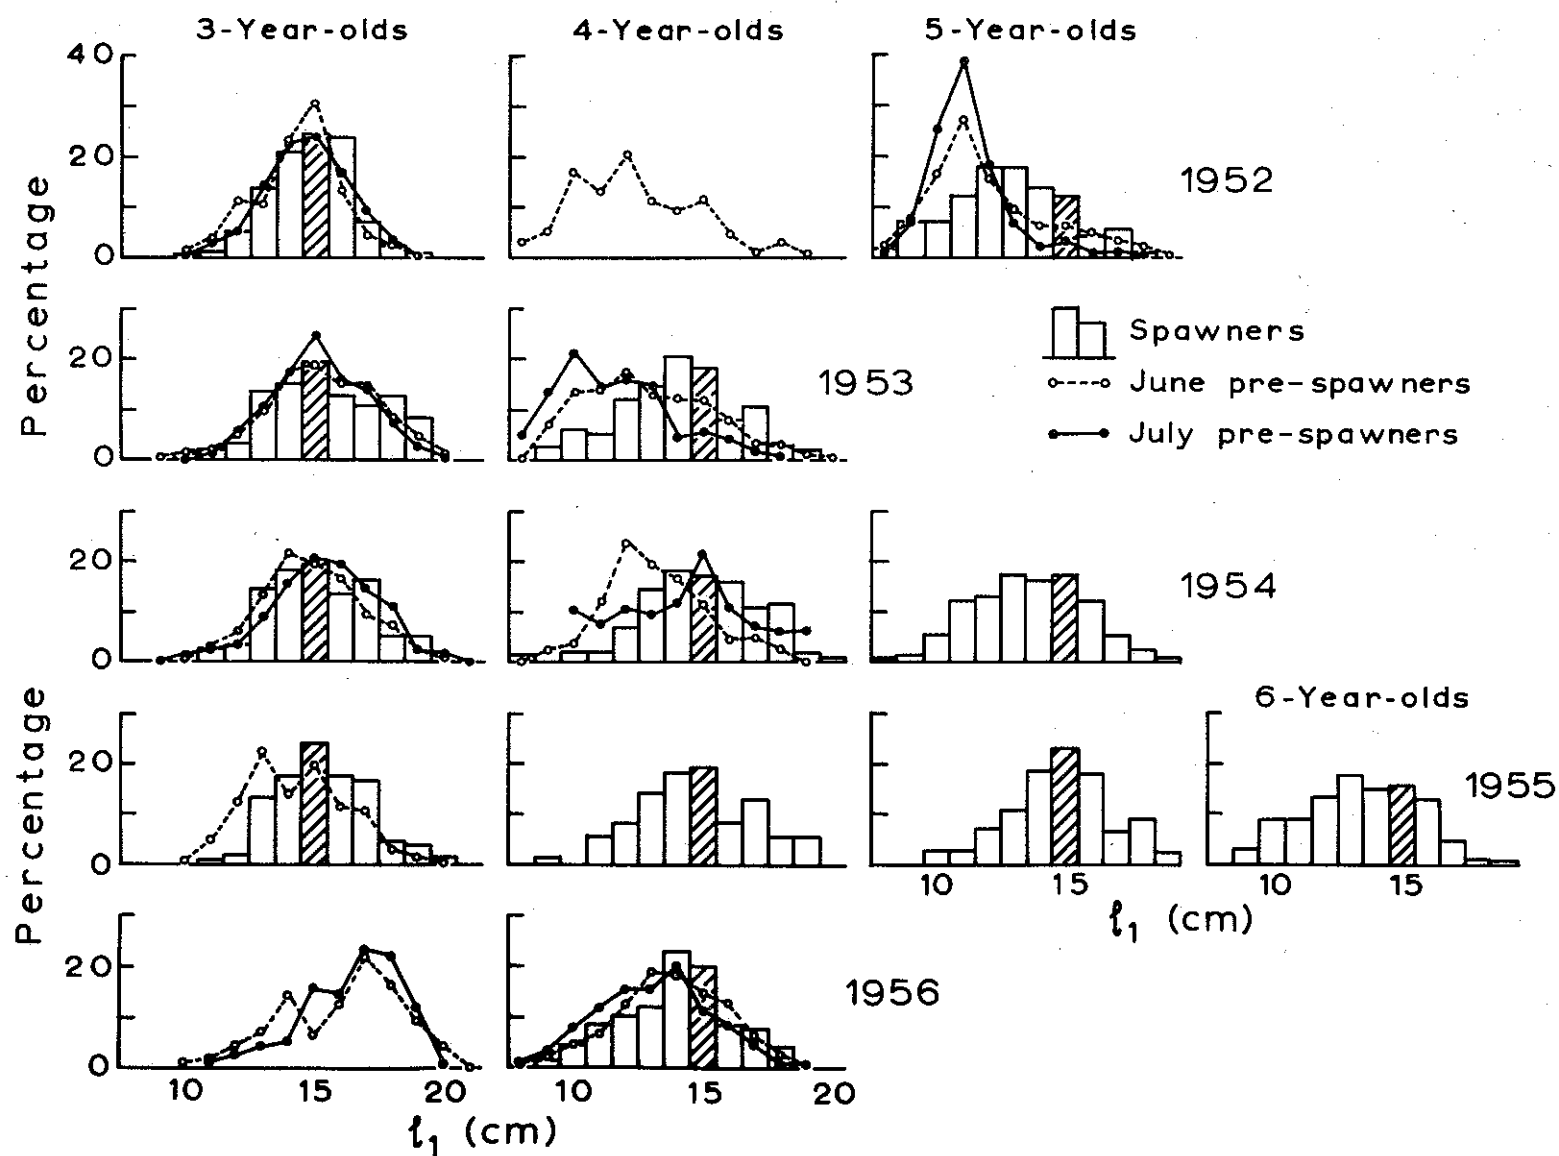 3-Year-olds 4-Year-olds 5-Year-olds
40
20
0
Percentage
1952
Spawners
June pre-spawners
July pre-spawners
20
0
1953
20
0
1954
Percentage
6-Year-olds
20
0
1955
10 15 10 15
l₁ (cm)
20
0
1956
10 15 20 10 15 20
l₁ (cm)